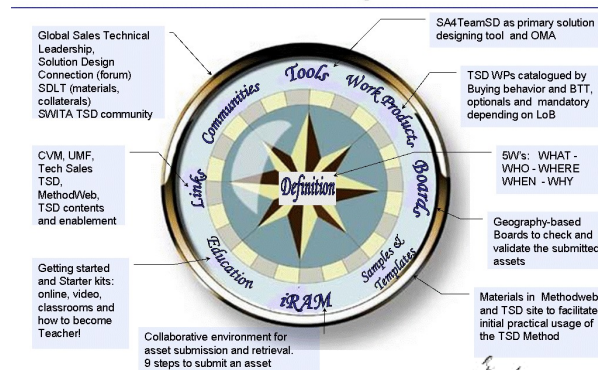 Global Sales Technical
Leadership,
Solution Design
Connection (forum)
SDLT (materials,
collaterals)
SWITA TSD community
CVM, UMF,
Tech Sales
TSD,
MethodWeb,
TSD contents
and enablement
Getting started
and Starter kits:
online, video,
classrooms and
how to become
Teacher!
Collaborative environment for
asset submission and retrieval.
9 steps to submit an asset
Tools
Work Products
Boards
Samples &
Templates
iRAM
Education
Links
Communities
Definition
SA4TeamSD as primary solution
designing tool and OMA
TSD WPs catalogued by
Buying behavior and BTT,
optionals and mandatory
depending on LoB
5W's: WHAT -
WHO - WHERE
WHEN - WHY
Geography-based
Boards to check and
validate the submitted
assets
Materials in Methodweb
and TSD site to facilitate
initial practical usage of
the TSD Method